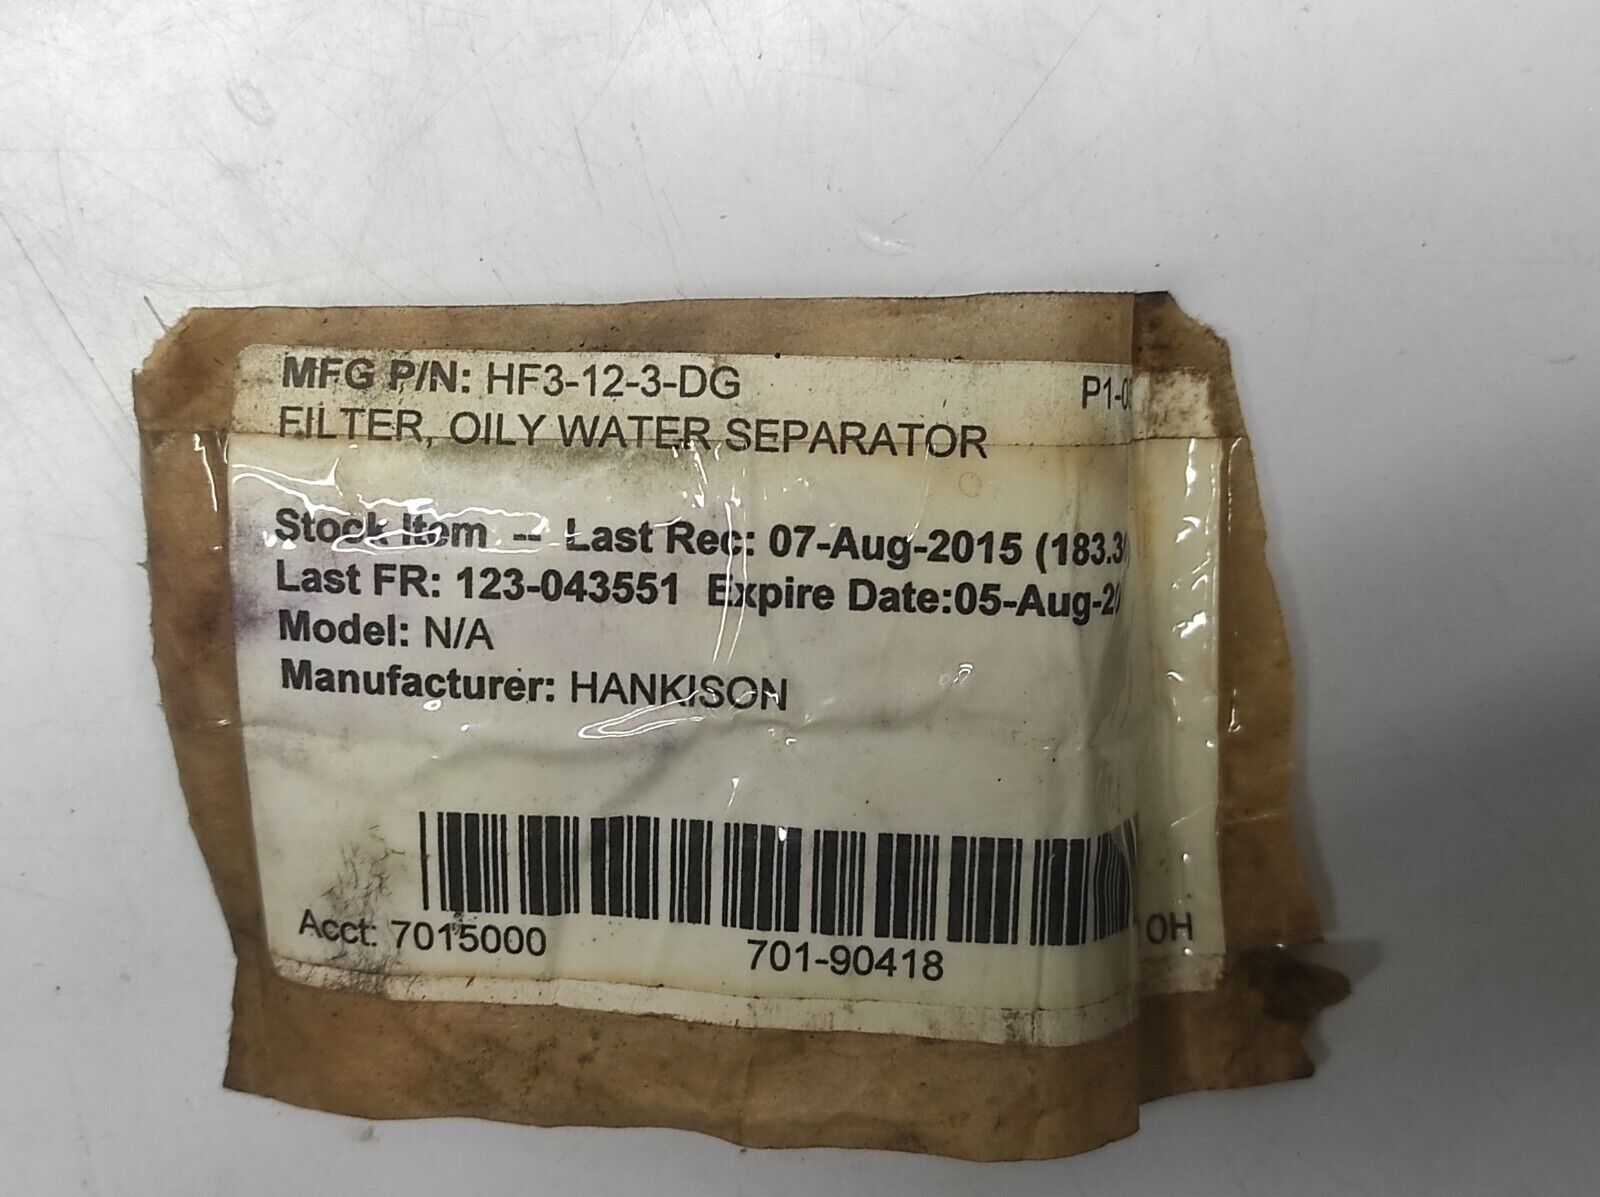 MFG P/N: HF3-12-3-DG
FILTER, OILY WATER SEPARATOR
Stock Item -- Last Rec: 07-Aug-2015
Last FR: 123-043551 Expire Date:05-Aug-
Model: N/A
Manufacturer: HANKISON
Acct: 7015000 701-90418 OH